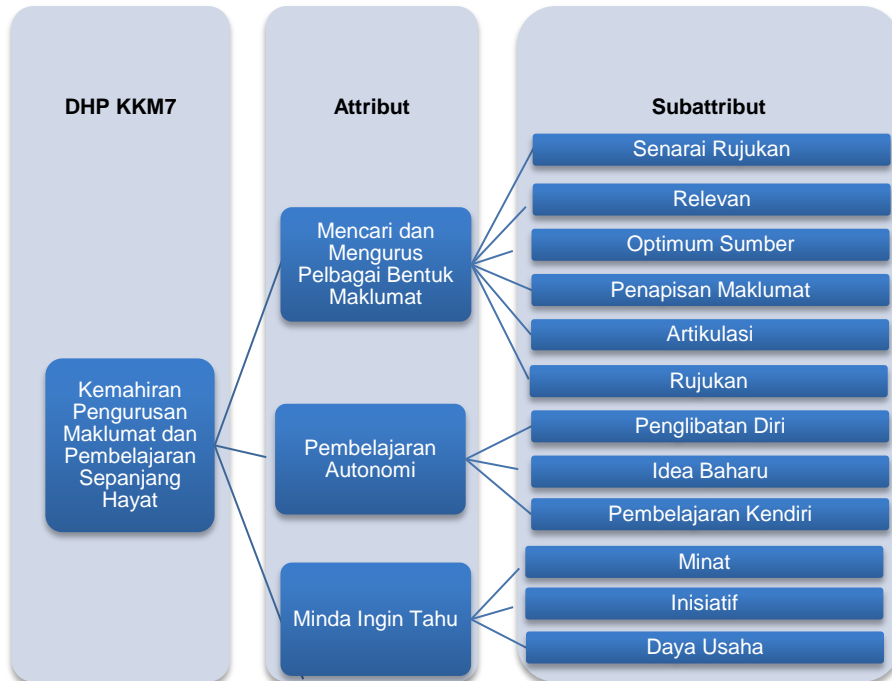 DHP KKM7
Attribut
Subattribut
Kemahiran
Pengurusan
Maklumat dan
Pembelajaran
Sepanjang
Hayat
Mencari dan
Mengurus
Pelbagai Bentuk
Maklumat
Pembelajaran
Autonomi
Minda Ingin Tahu
Senarai Rujukan
Relevan
Optimum Sumber
Penapisan Maklumat
Artikulasi
Rujukan
Penglibatan Diri
Idea Baharu
Pembelajaran Kendiri
Minat
Inisiatif
Daya Usaha